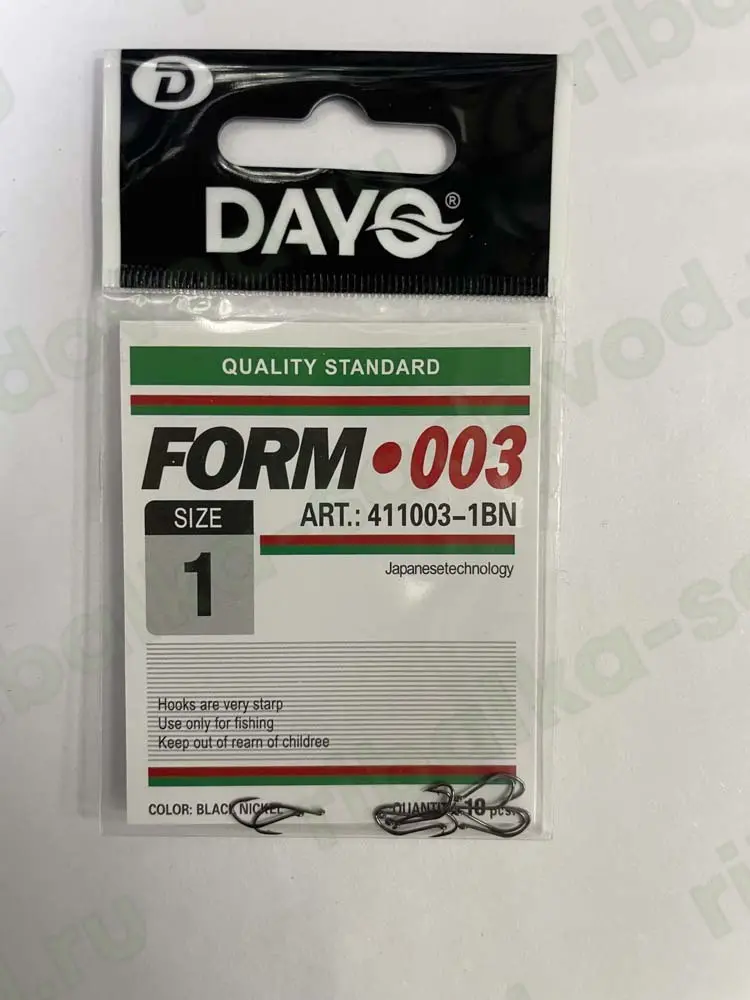 D
DAYO®
QUALITY STANDARD
FORM•003
SIZE
1
ART.: 411003-1BN
Japanesetechnology
Hooks are very starp
Use only for fishing
Keep out of rearn of childree
COLOR: BLACK NICKEL
QUANTITY: 10 pcs.